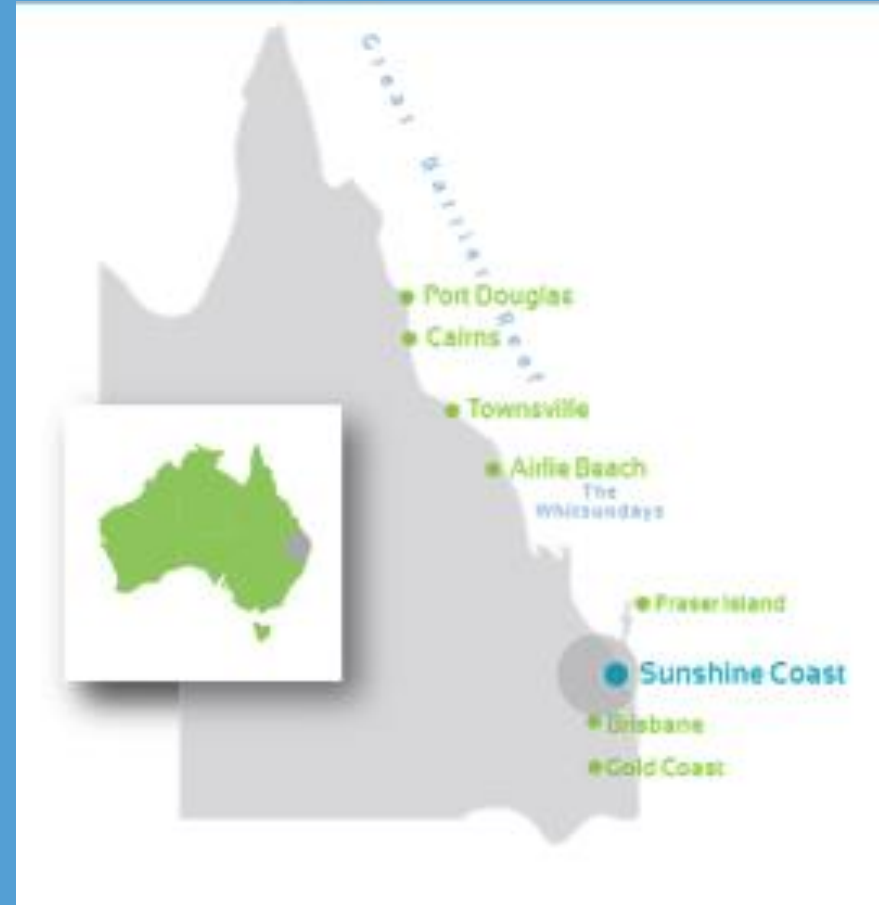 Great Barrier Reef
Port Douglas
Cairns
Townsville
Airlie Beach
The
Whitsundays
Fraser Island
Sunshine Coast
Brisbane
Gold Coast